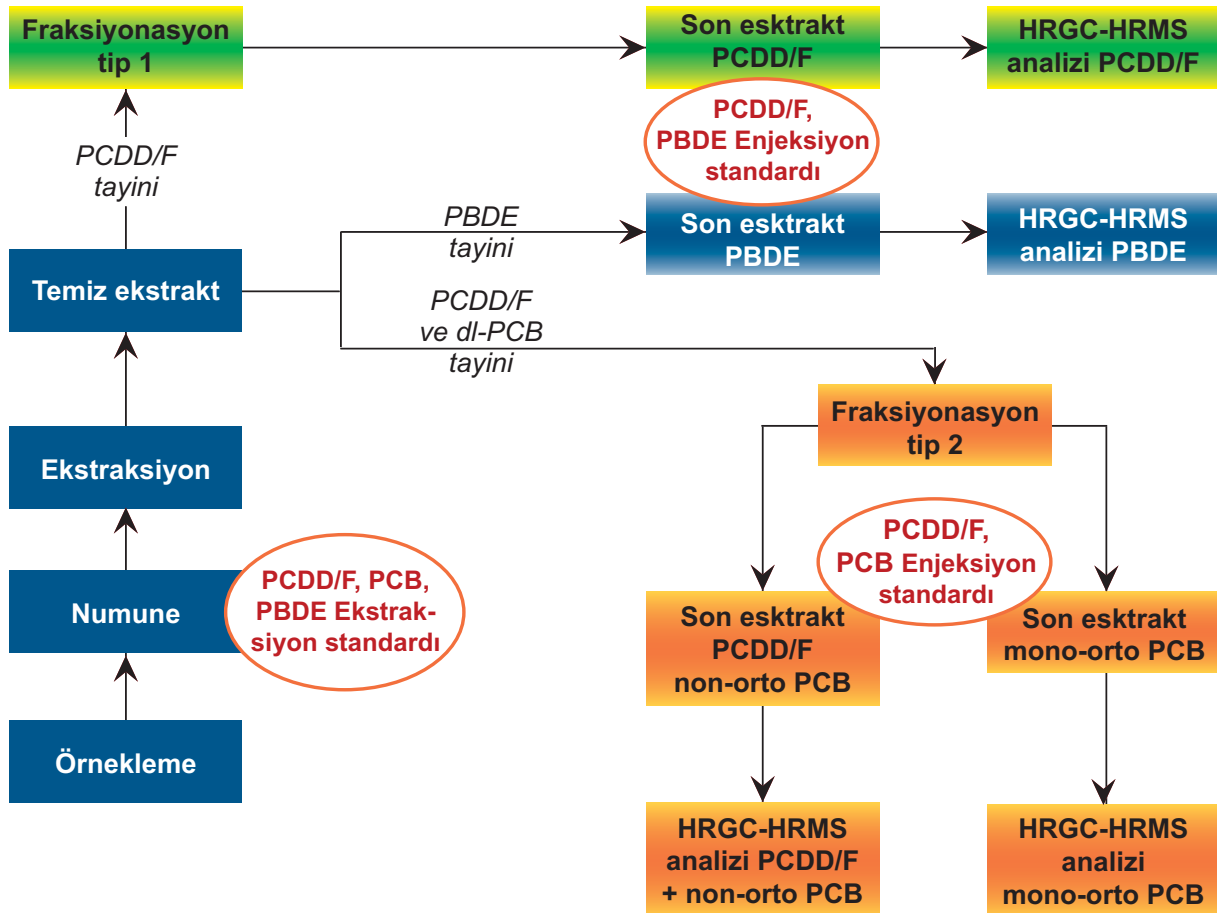 Fraksiyonasyon
tip 1
Son esktrakt
PCDD/F
HRGC-HRMS
analizi PCDD/F
PCDD/F,
PBDE Enjeksiyon
standardı
PCDD/F
tayini
PBDE
tayini
Son esktrakt
PBDE
HRGC-HRMS
analizi PBDE
Temiz ekstrakt
PCDD/F
ve dl-PCB
tayini
Fraksiyonasyon
tip 2
Ekstraksiyon
PCDD/F,
PCB Enjeksiyon
standardı
Numune
PCDD/F, PCB,
PBDE Ekstrak-
siyon standardı
Son esktrakt
PCDD/F
non-orto PCB
Son esktrakt
mono-orto PCB
Örnekleme
HRGC-HRMS
analizi PCDD/F
+ non-orto PCB
HRGC-HRMS
analizi
mono-orto PCB